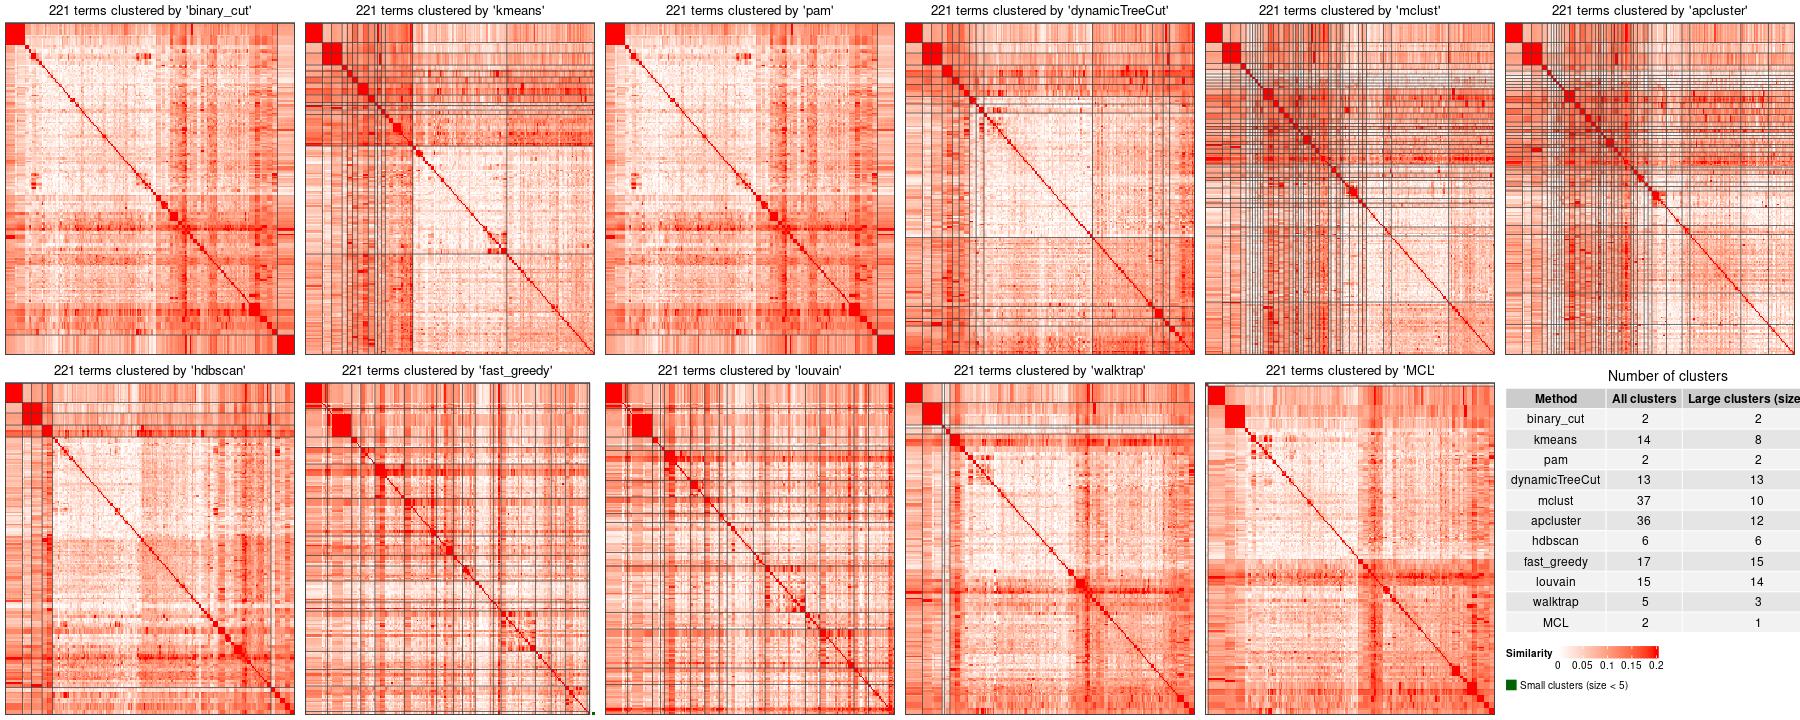 221 terms clustered by 'binary_cut'
221 terms clustered by 'kmeans'
221 terms clustered by 'pam'
221 terms clustered by 'dynamicTreeCut'
221 terms clustered by 'mclust'
221 terms clustered by 'apcluster'
221 terms clustered by 'hdbscan'
221 terms clustered by 'fast_greedy'
221 terms clustered by 'louvain'
221 terms clustered by 'walktrap'
221 terms clustered by 'MCL'
Number of clusters
Method All clusters Large clusters (size
binary_cut 2 2
kmeans 14 8
pam 2 2
dynamicTreeCut 13 13
mclust 37 10
apcluster 36 12
hdbscan 6 6
fast_greedy 17 15
louvain 15 14
walktrap 5 3
MCL 2 1
Similarity
0 0.05 0.1 0.15 0.2
Small clusters (size < 5)